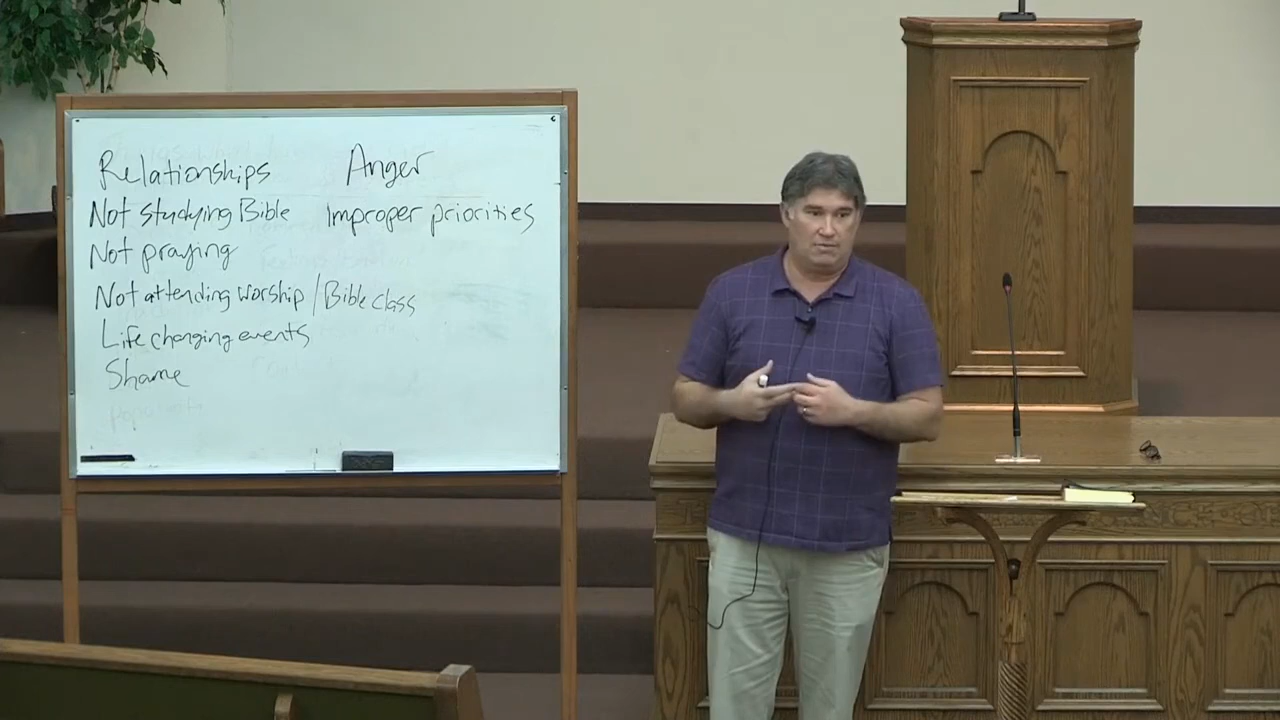 Relationships Anger
Not studying Bible Improper priorities
Not praying
Not attending worship / Bible class
Life changing events
Shame